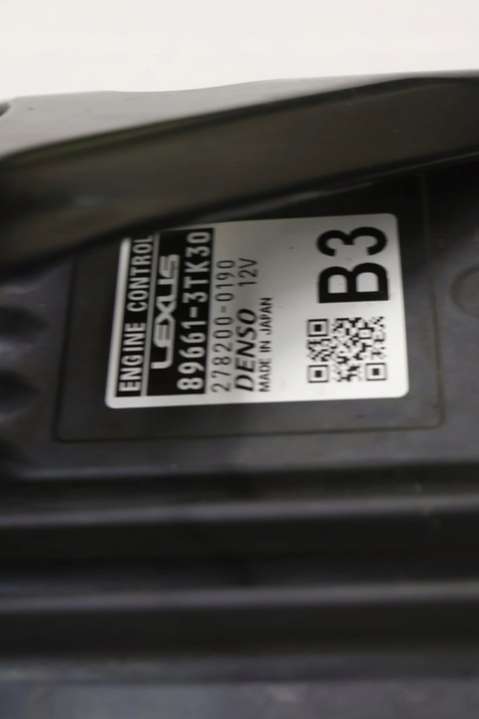 ENGINE CONTROL
LEXUS
89661-3TK30
278200-0190
DENSO 12V
MADE IN JAPAN
B3